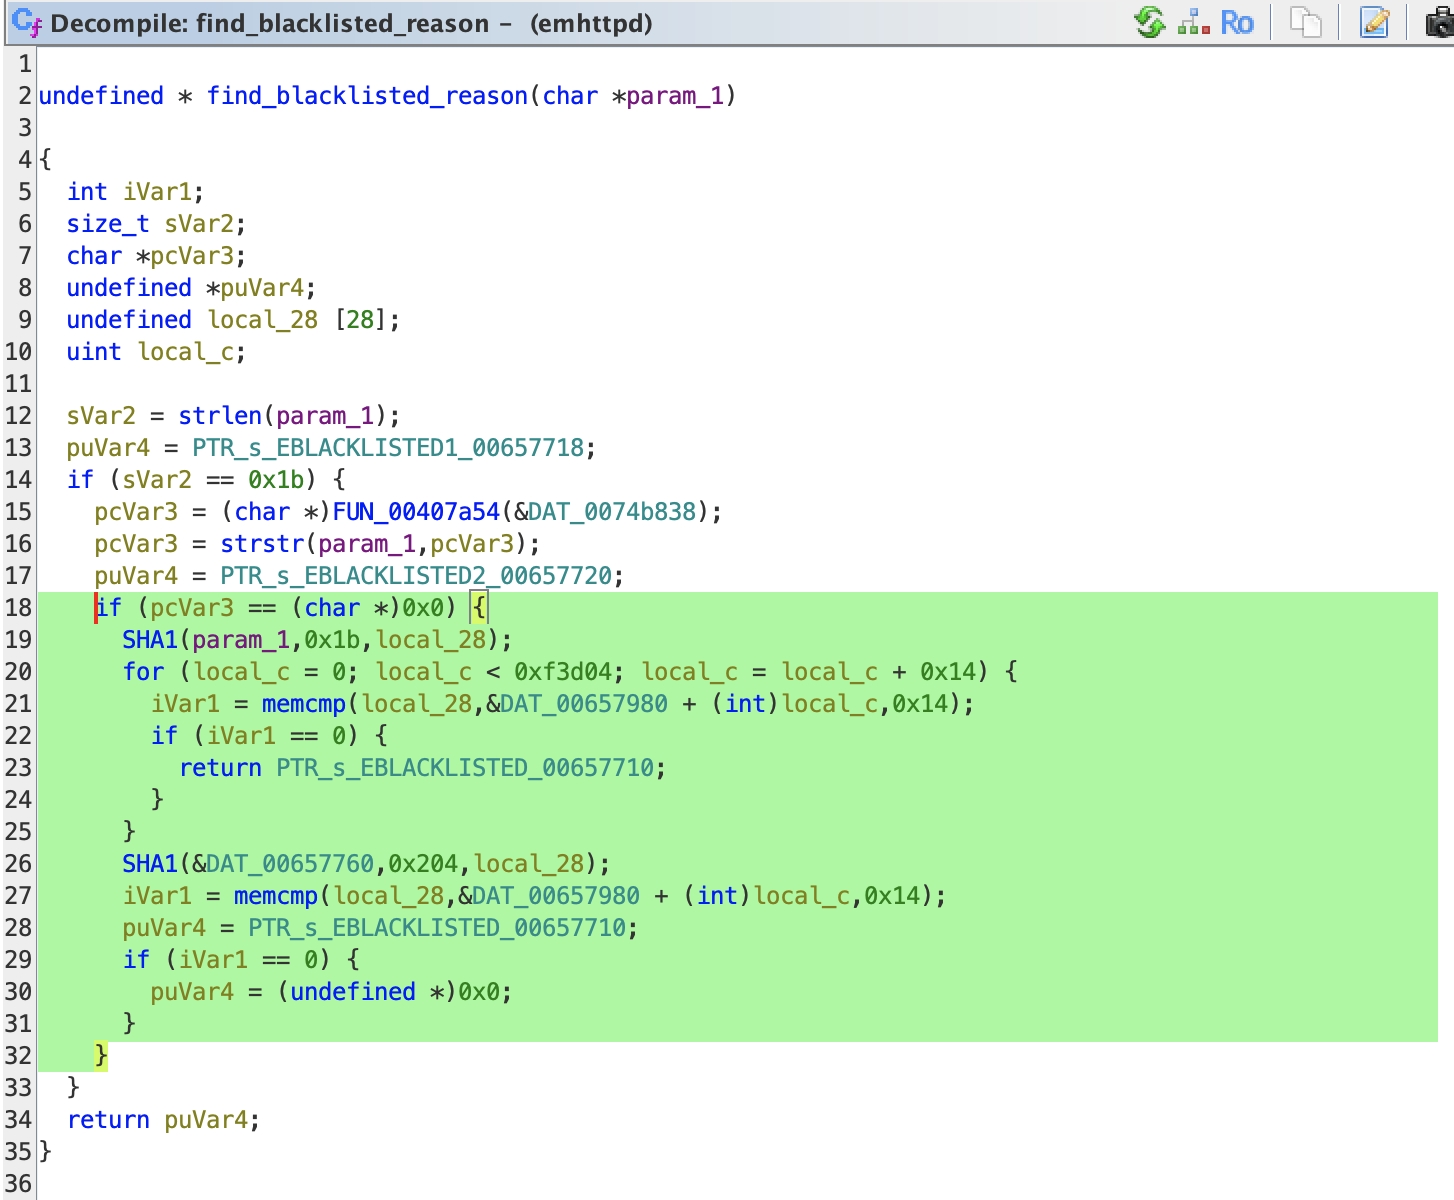 Decompile: find_blacklisted_reason – (emhttpd)
Ro
1
2 undefined * find_blacklisted_reason(char *param_1)
3
4 {
5   int iVar1;
6   size_t sVar2;
7   char *pcVar3;
8   undefined *puVar4;
9   undefined local_28 [28];
10   uint local_c;
11
12   sVar2 = strlen(param_1);
13   puVar4 = PTR_s_EBLACKLISTED1_00657718;
14   if (sVar2 == 0x1b) {
15     pcVar3 = (char *)FUN_00407a54(&DAT_0074b838);
16     pcVar3 = strstr(param_1,pcVar3);
17     puVar4 = PTR_s_EBLACKLISTED2_00657720;
18     if (pcVar3 == (char *)0x0) {
19       SHA1(param_1,0x1b,local_28);
20       for (local_c = 0; local_c < 0xf3d04; local_c = local_c + 0x14) {
21         iVar1 = memcmp(local_28,&DAT_00657980 + (int)local_c,0x14);
22         if (iVar1 == 0) {
23           return PTR_s_EBLACKLISTED_00657710;
24         }
25       }
26       SHA1(&DAT_00657760,0x204,local_28);
27       iVar1 = memcmp(local_28,&DAT_00657980 + (int)local_c,0x14);
28       puVar4 = PTR_s_EBLACKLISTED_00657710;
29       if (iVar1 == 0) {
30         puVar4 = (undefined *)0x0;
31       }
32     }
33   }
34   return puVar4;
35 }
36